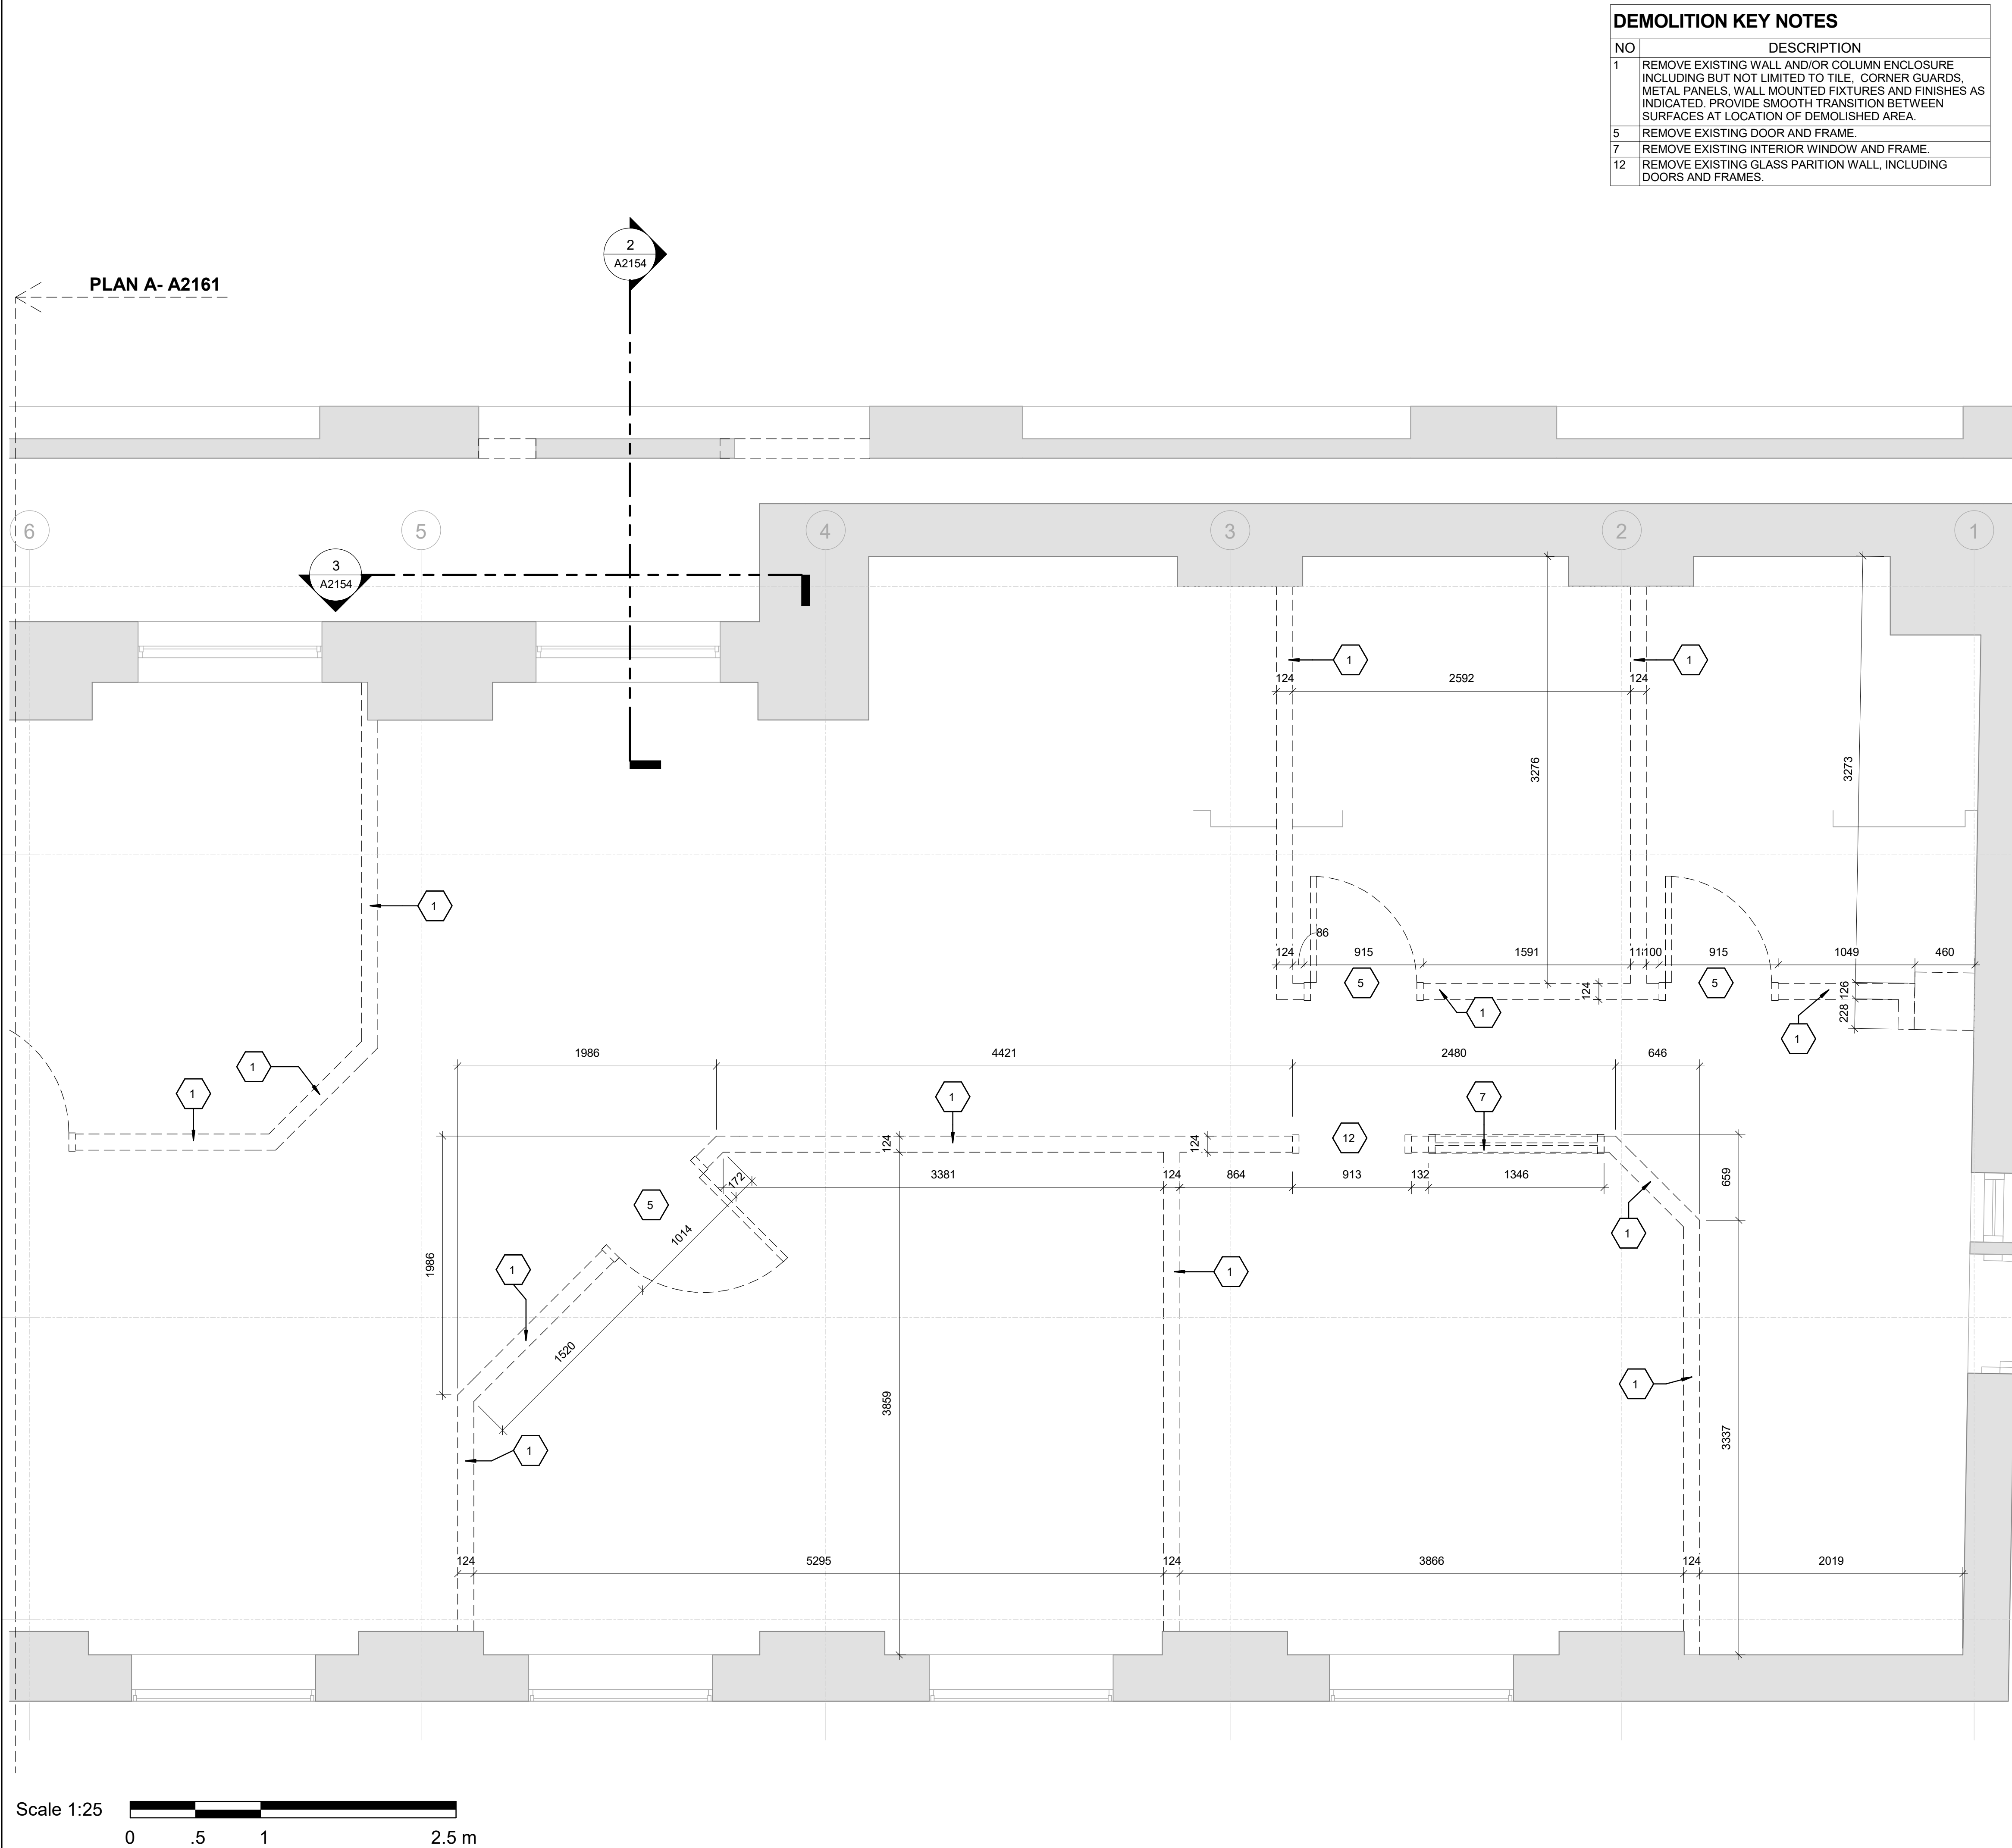 DEMOLITION KEY NOTES
NO DESCRIPTION
1 REMOVE EXISTING WALL AND/OR COLUMN ENCLOSURE
INCLUDING BUT NOT LIMITED TO TILE, CORNER GUARDS,
METAL PANELS, WALL MOUNTED FIXTURES AND FINISHES AS
INDICATED. PROVIDE SMOOTH TRANSITION BETWEEN
SURFACES AT LOCATION OF DEMOLISHED AREA.
5 REMOVE EXISTING DOOR AND FRAME.
7 REMOVE EXISTING INTERIOR WINDOW AND FRAME.
12 REMOVE EXISTING GLASS PARITION WALL, INCLUDING
DOORS AND FRAMES.
2
A2154
PLAN A- A2161
6 5 4 3 2 1
3
A2154
1 1
124 2592 124
3276 3273
1
86
124 915 1591 100 915 1049 460
5 5
124 126
228
1 1
1986 4421 2480 646
1
1
1 7
124 124 12
3381 124 864 913 132 1346
172
659
5
1014
1
1986
1
1
1520
1
3859
3337
1
124 5295 124 3866 124 2019
Scale 1:25
0 .5 1 2.5 m